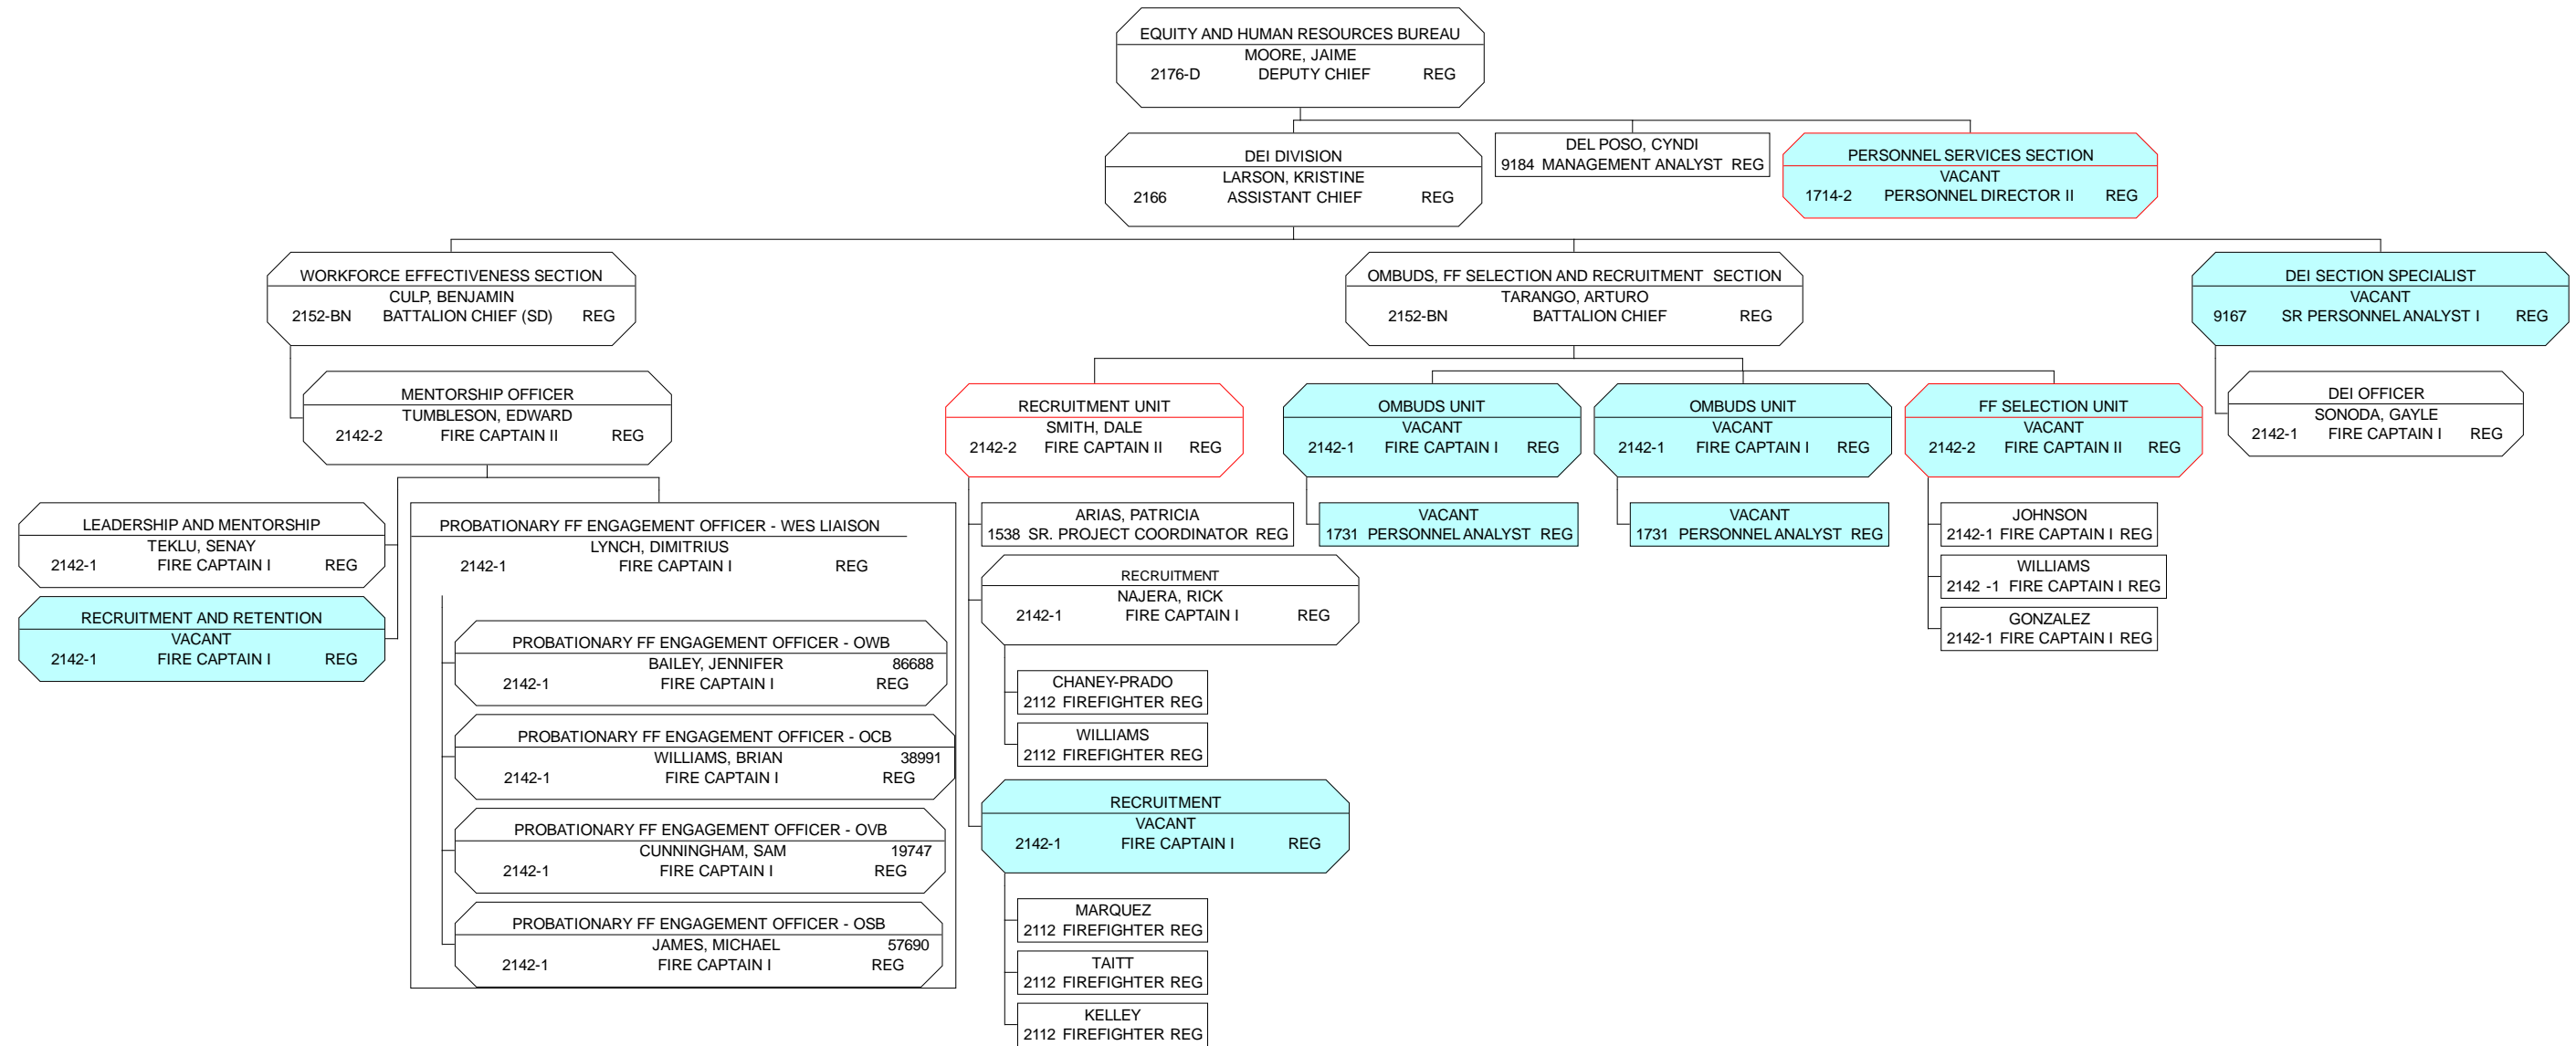 EQUITY AND HUMAN RESOURCES BUREAU
MOORE, JAIME
2176-D DEPUTY CHIEF REG
DEI DIVISION
LARSON, KRISTINE
2166 ASSISTANT CHIEF REG
DEL POSO, CYNDI
9184 MANAGEMENT ANALYST REG
PERSONNEL SERVICES SECTION
VACANT
1714-2 PERSONNEL DIRECTOR II REG
WORKFORCE EFFECTIVENESS SECTION
CULP, BENJAMIN
2152-BN BATTALION CHIEF (SD) REG
OMBUDS, FF SELECTION AND RECRUITMENT SECTION
TARANGO, ARTURO
2152-BN BATTALION CHIEF REG
DEI SECTION SPECIALIST
VACANT
9167 SR PERSONNEL ANALYST I REG
MENTORSHIP OFFICER
TUMBLESON, EDWARD
2142-2 FIRE CAPTAIN II REG
RECRUITMENT UNIT
SMITH, DALE
2142-2 FIRE CAPTAIN II REG
OMBUDS UNIT
VACANT
2142-1 FIRE CAPTAIN I REG
OMBUDS UNIT
VACANT
2142-1 FIRE CAPTAIN I REG
FF SELECTION UNIT
VACANT
2142-2 FIRE CAPTAIN II REG
DEI OFFICER
SONODA, GAYLE
2142-1 FIRE CAPTAIN I REG
LEADERSHIP AND MENTORSHIP
TEKLU, SENAY
2142-1 FIRE CAPTAIN I REG
RECRUITMENT AND RETENTION
VACANT
2142-1 FIRE CAPTAIN I REG
PROBATIONARY FF ENGAGEMENT OFFICER - WES LIAISON
LYNCH, DIMITRIUS
2142-1 FIRE CAPTAIN I REG
PROBATIONARY FF ENGAGEMENT OFFICER - OWB
BAILEY, JENNIFER 86688
2142-1 FIRE CAPTAIN I REG
PROBATIONARY FF ENGAGEMENT OFFICER - OCB
WILLIAMS, BRIAN 38991
2142-1 FIRE CAPTAIN I REG
PROBATIONARY FF ENGAGEMENT OFFICER - OVB
CUNNINGHAM, SAM 19747
2142-1 FIRE CAPTAIN I REG
PROBATIONARY FF ENGAGEMENT OFFICER - OSB
JAMES, MICHAEL 57690
2142-1 FIRE CAPTAIN I REG
ARIAS, PATRICIA
1538 SR. PROJECT COORDINATOR REG
RECRUITMENT
NAJERA, RICK
2142-1 FIRE CAPTAIN I REG
CHANEY-PRADO
2112 FIREFIGHTER REG
WILLIAMS
2112 FIREFIGHTER REG
RECRUITMENT
VACANT
2142-1 FIRE CAPTAIN I REG
MARQUEZ
2112 FIREFIGHTER REG
TAITT
2112 FIREFIGHTER REG
KELLEY
2112 FIREFIGHTER REG
VACANT
1731 PERSONNEL ANALYST REG
VACANT
1731 PERSONNEL ANALYST REG
JOHNSON
2142-1 FIRE CAPTAIN I REG
WILLIAMS
2142 -1 FIRE CAPTAIN I REG
GONZALEZ
2142-1 FIRE CAPTAIN I REG